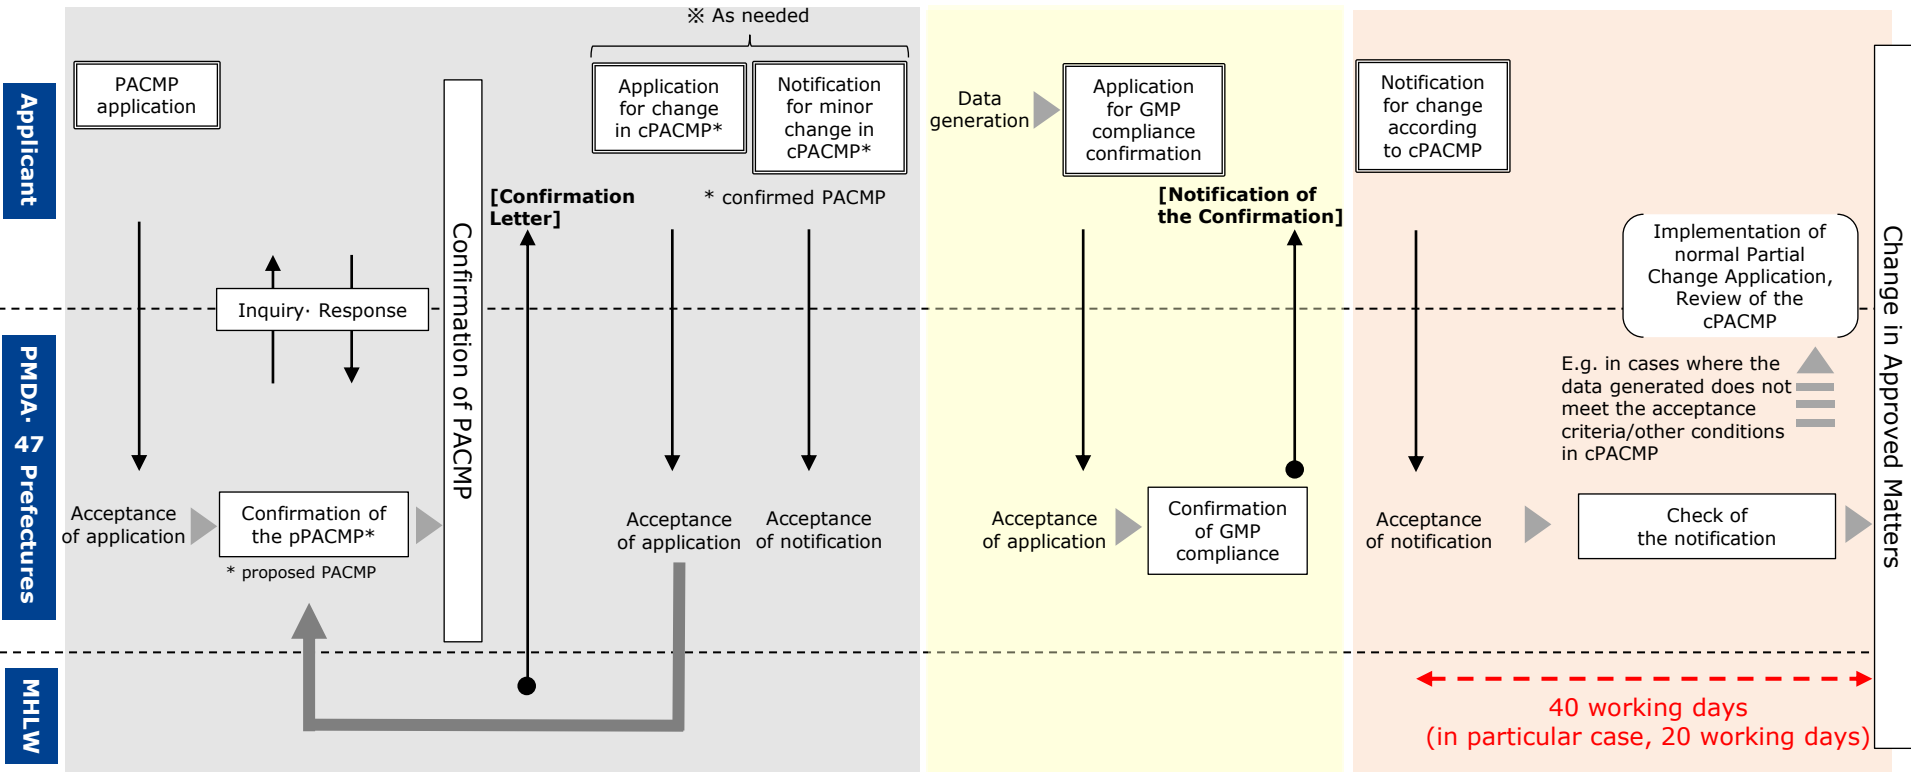 ※ As needed
Applicant
PACMP
application
Application
for change
in cPACMP*
Notification
for minor
change in
cPACMP*
* confirmed PACMP
[Confirmation
Letter]
Inquiry· Response
Confirmation of PACMP
Data
generation
Application
for GMP
compliance
confirmation
[Notification of
the Confirmation]
Notification
for change
according
to cPACMP
Implementation of
normal Partial
Change Application,
Review of the
cPACMP
E.g. in cases where the
data generated does not
meet the acceptance
criteria/other conditions
in cPACMP
Change in Approved Matters
PMDA·
47 Prefectures
Acceptance
of application
Confirmation of
the pPACMP*
* proposed PACMP
Acceptance
of application
Acceptance
of notification
Acceptance
of application
Confirmation
of GMP
compliance
Acceptance
of notification
Check of
the notification
MHLW
40 working days
(in particular case, 20 working days)